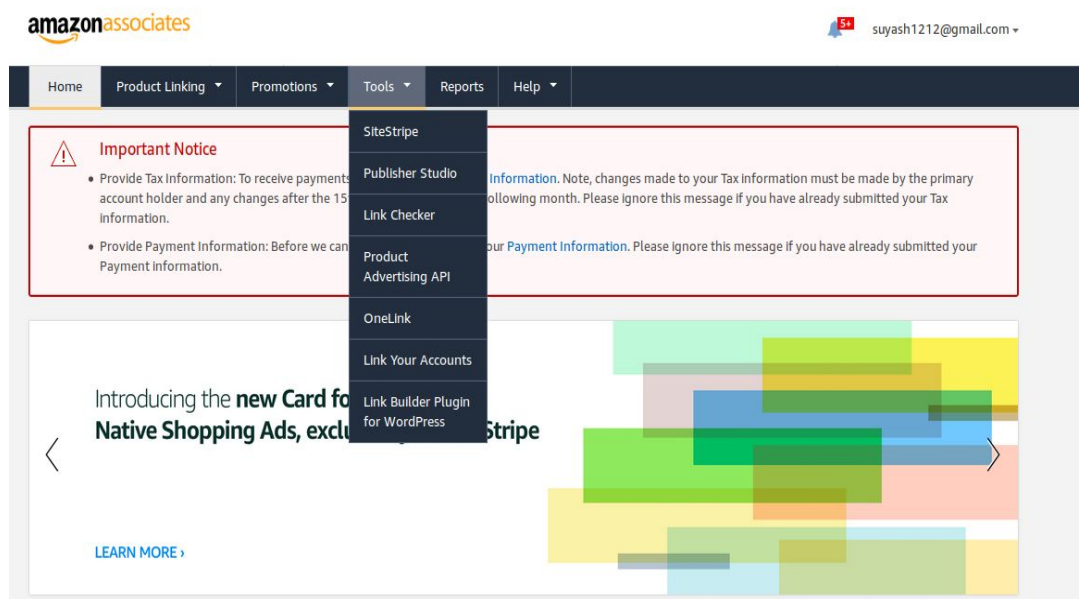 amazonassociates
5+
suyash1212@gmail.com
Home Product Linking Promotions Tools Reports Help
SiteStripe
Publisher Studio
Link Checker
Product
Advertising API
OneLink
Link Your Accounts
Link Builder Plugin
for WordPress
Important Notice
Provide Tax Information: To receive payments Information. Note, changes made to your Tax information must be made by the primary
account holder and any changes after the 15 ollowing month. Please ignore this message if you have already submitted your Tax
information.
Provide Payment Information: Before we can our Payment Information. Please ignore this message if you have already submitted your
Payment information.
Introducing the new Card fo
Native Shopping Ads, exclu Stripe
LEARN MORE ›